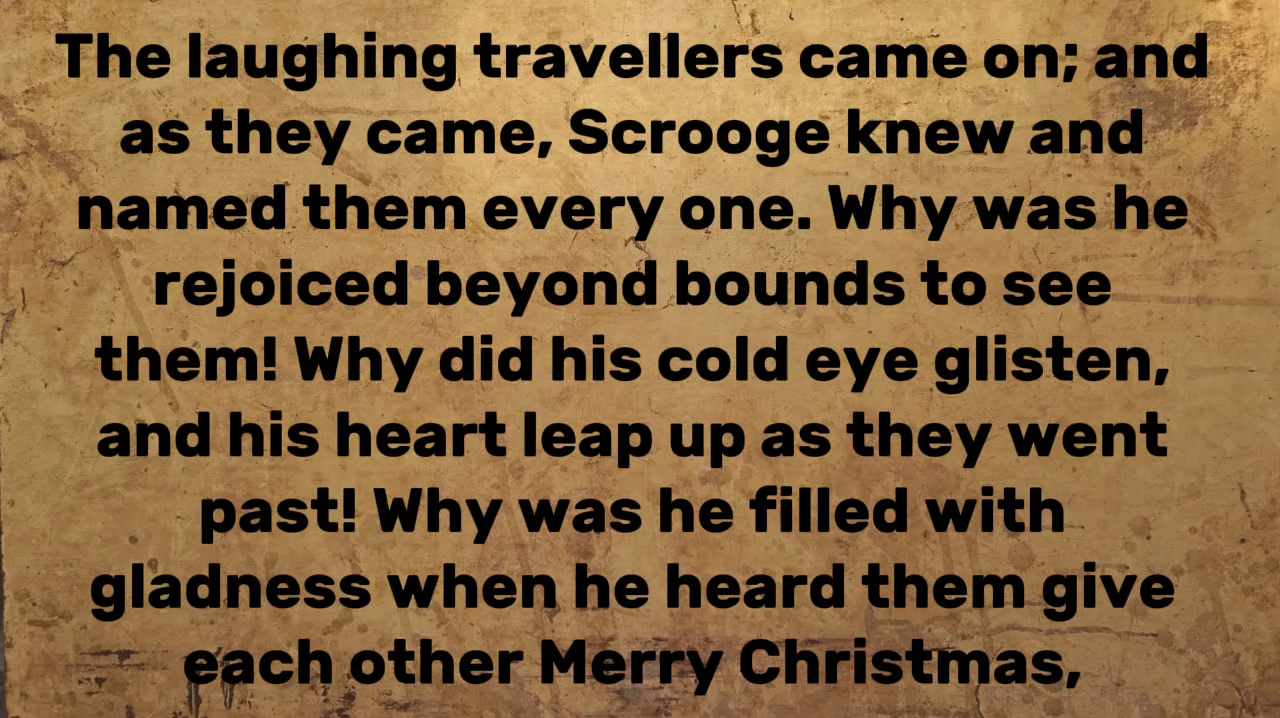 The laughing travellers came on; and
as they came, Scrooge knew and
named them every one. Why was he
rejoiced beyond bounds to see
them! Why did his cold eye glisten,
and his heart leap up as they went
past! Why was he filled with
gladness when he heard them give
each other Merry Christmas,